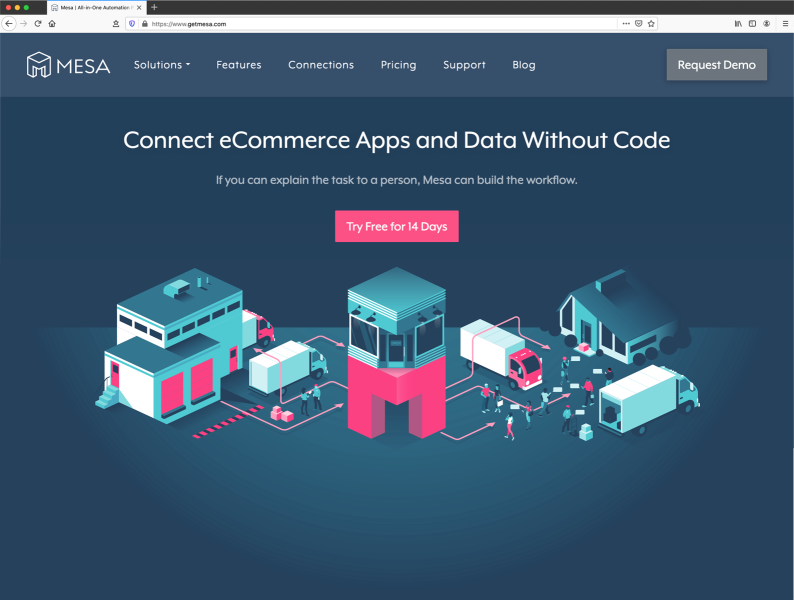 Mesa | All-in-One Automation
https://www.getmesa.com
MESA
Solutions
Features
Connections
Pricing
Support
Blog
Request Demo
Connect eCommerce Apps and Data Without Code
If you can explain the task to a person, Mesa can build the workflow.
Try Free for 14 Days